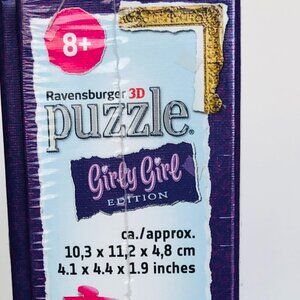 8+
Ravensburger 3D
puzzle®
Girly Girl
EDITION
ca./approx.
10,3 x 11,2 x 4,8 cm
4.1 x 4.4 x 1.9 inches